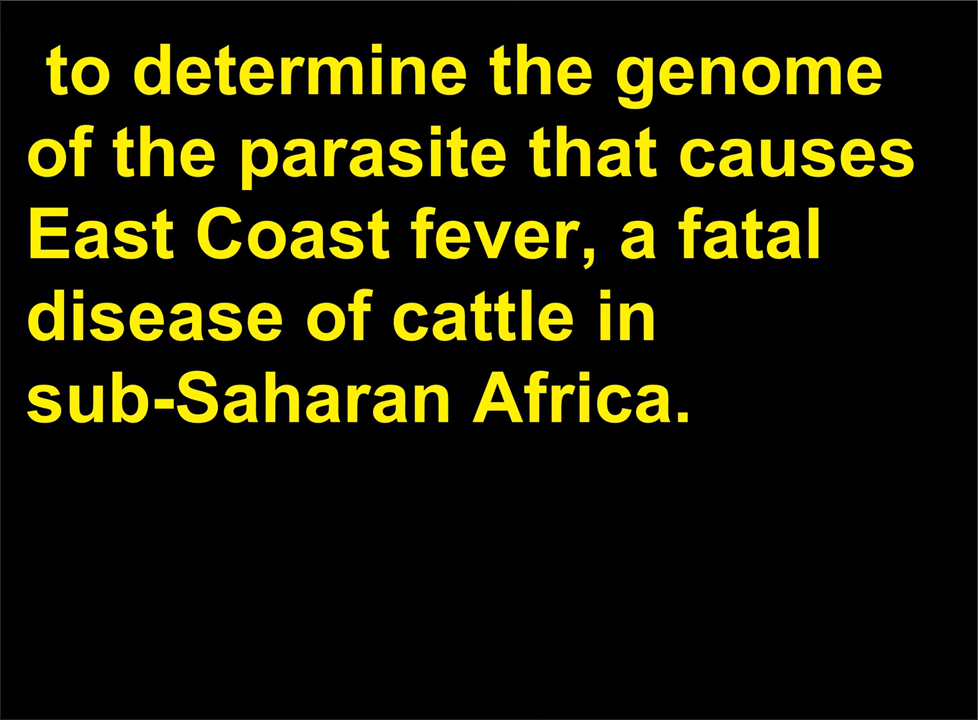 to determine the genome
of the parasite that causes
East Coast fever, a fatal
disease of cattle in
sub-Saharan Africa.